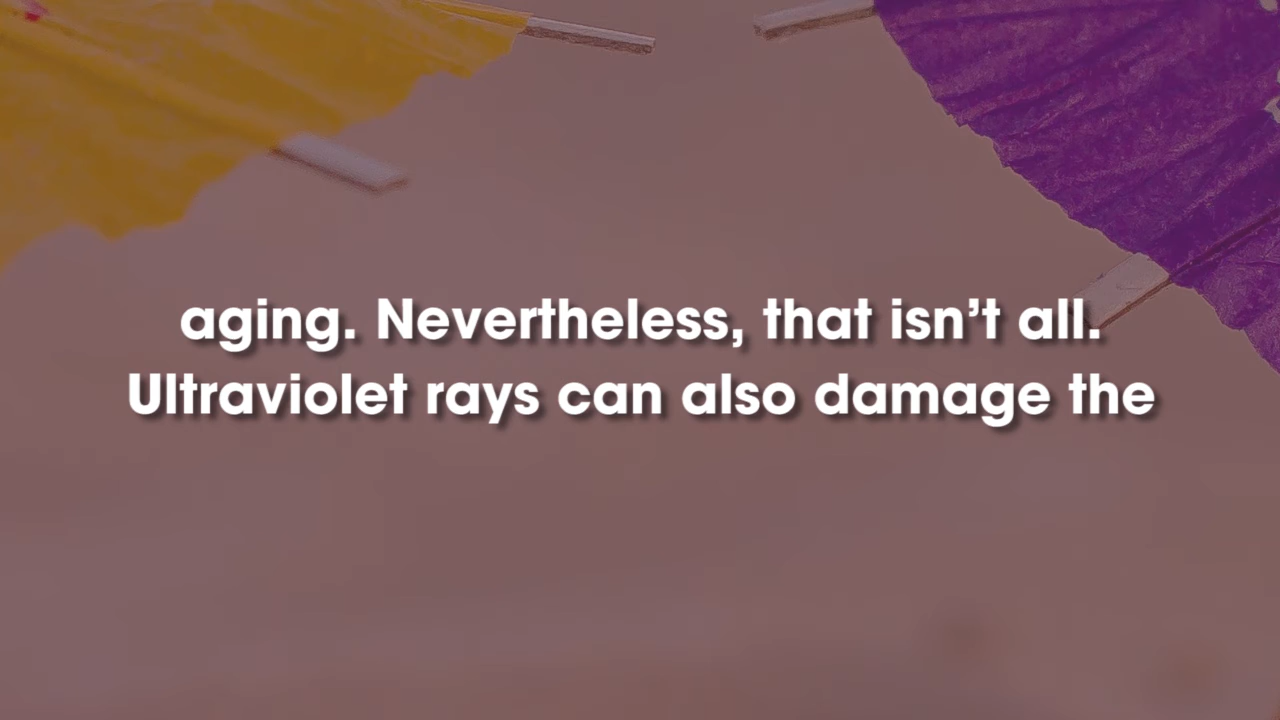 aging. Nevertheless, that isn’t all.
Ultraviolet rays can also damage the